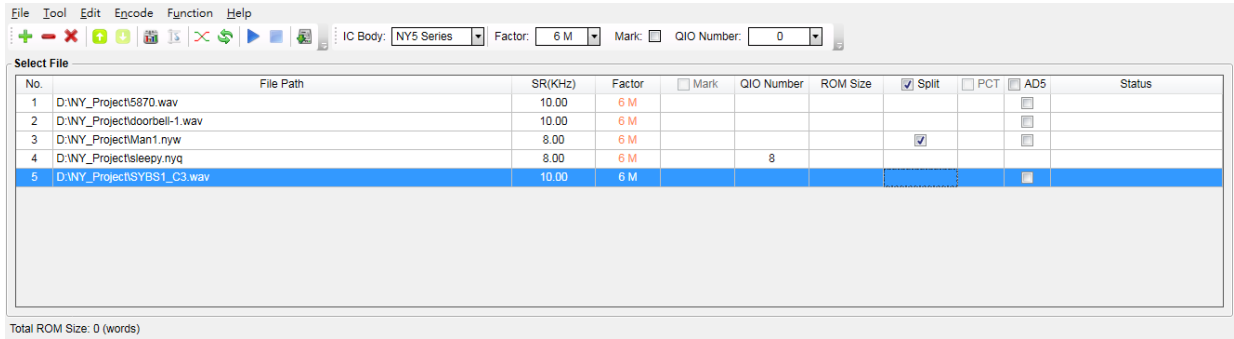 File Tool Edit Encode Function Help
IC Body: NY5 Series Factor: 6 M Mark: QIO Number: 0
Select File
No. File Path SR(KHz) Factor Mark QIO Number ROM Size Split PCT AD5 Status
1 D:\NY_Project\5870.wav 10.00 6 M
2 D:\NY_Project\doorbell-1.wav 10.00 6 M
3 D:\NY_Project\Man1.nyw 8.00 6 M
4 D:\NY_Project\sleepy.nyq 8.00 6 M 8
5 D:\NY_Project\SYBS1_C3.wav 10.00 6 M
Total ROM Size: 0 (words)